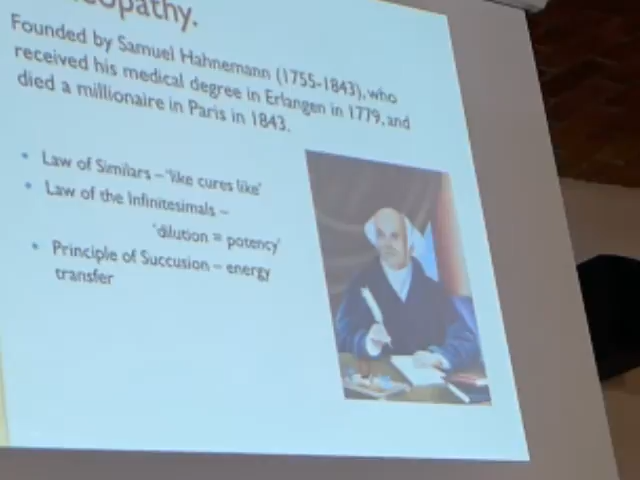 opathy.
Founded by Samuel Hahnemann (1755-1843), who
received his medical degree in Erlangen in 1779, and
died a millionaire in Paris in 1843.
• Law of Similars – 'like cures like'
• Law of the Infinitesimals –
'dilution = potency'
• Principle of Succusion – energy
transfer